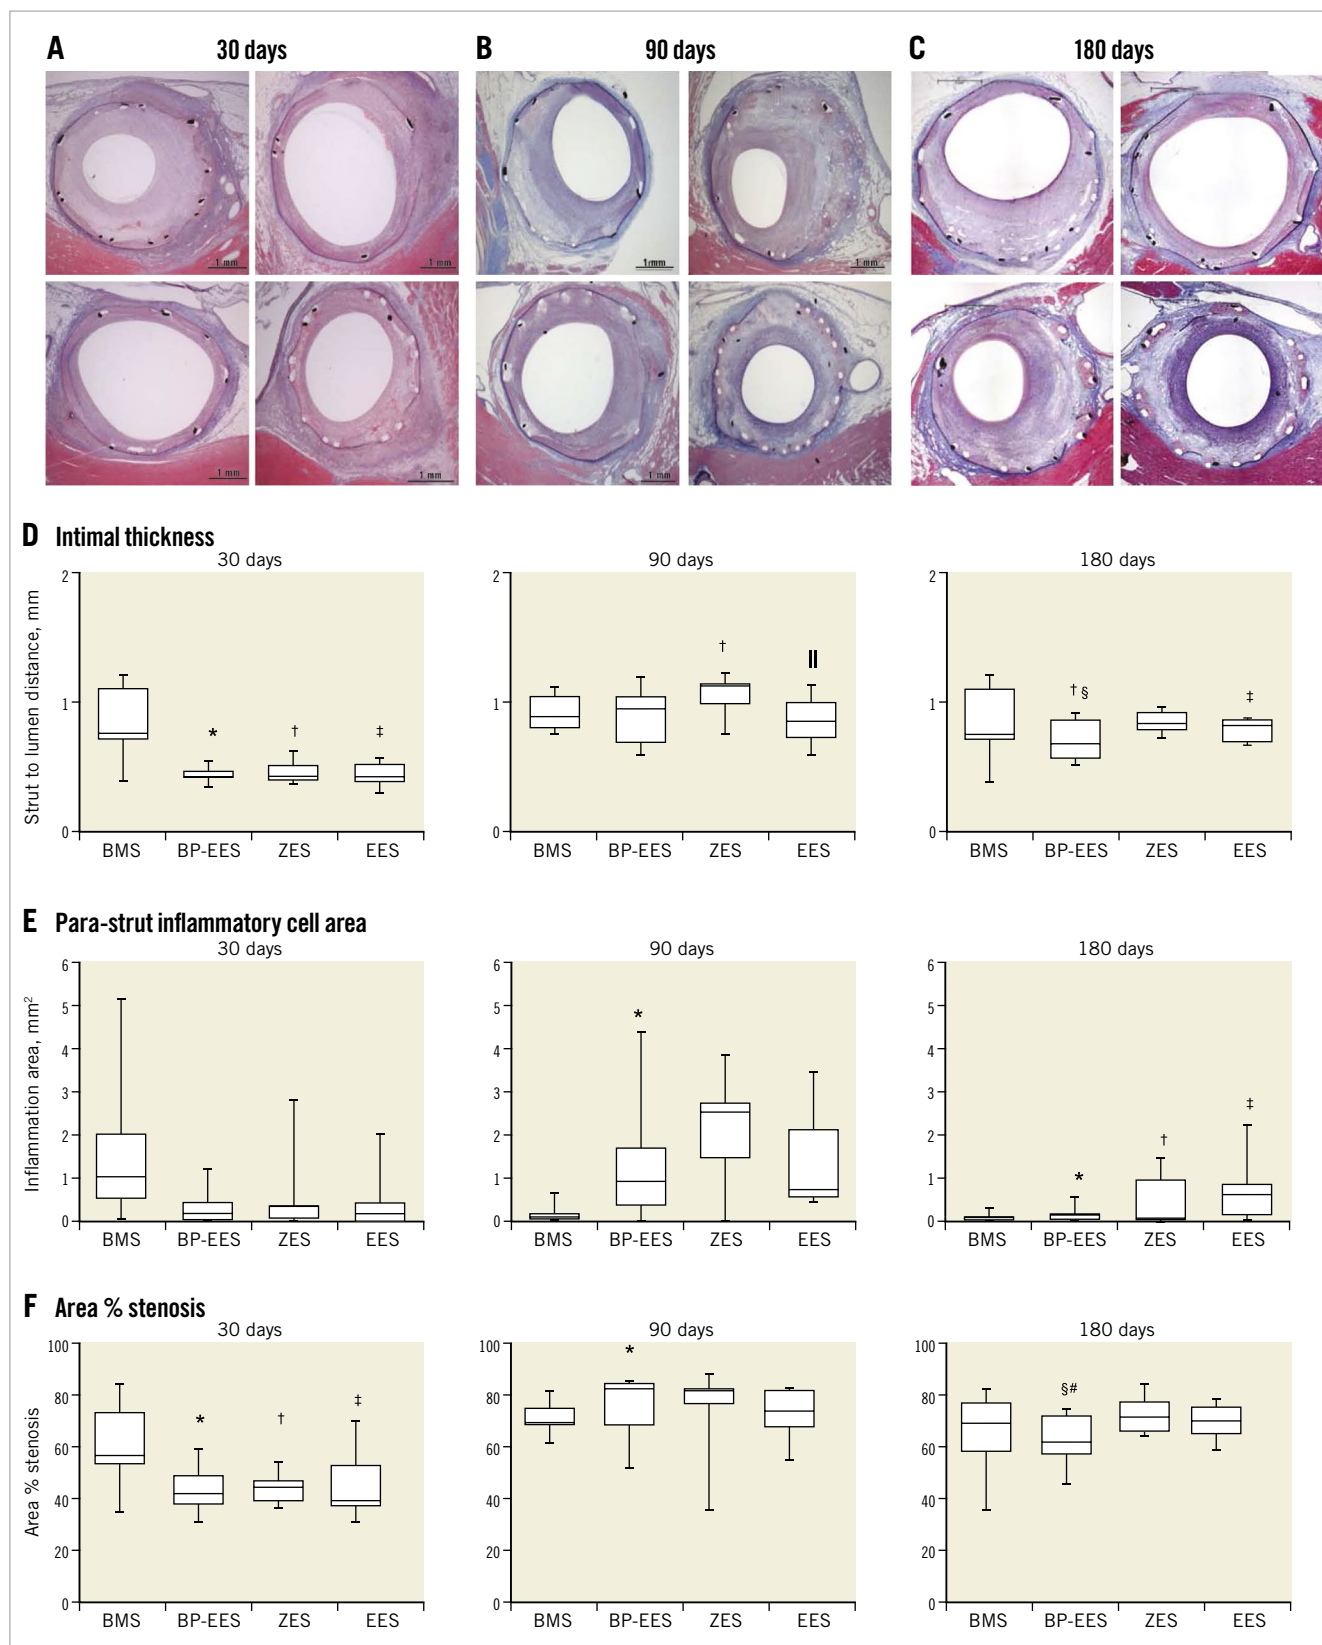 A 30 days B 90 days C 180 days
1 mm 1 mm 1 mm 1 mm
1 mm 1 mm 1 mm 1 mm
D Intimal thickness
30 days 90 days 180 days
Strut to lumen distance, mm
2 2 2
† ||
† § ‡
1 1 1
* † ‡
0 0 0
BMS BP-EES ZES EES BMS BP-EES ZES EES BMS BP-EES ZES EES
E Para-strut inflammatory cell area
30 days 90 days 180 days
Inflammation area, mm²
6 6 6
5 5 5
*
4 4 4
3 3 3
‡
2 2 2
* †
1 1 1
0 0 0
BMS BP-EES ZES EES BMS BP-EES ZES EES BMS BP-EES ZES EES
F Area % stenosis
30 days 90 days 180 days
Area % stenosis
100 100 100
*
80 80 80
* † ‡ §#
60 60 60
40 40 40
20 20 20
0 0 0
BMS BP-EES ZES EES BMS BP-EES ZES EES BMS BP-EES ZES EES